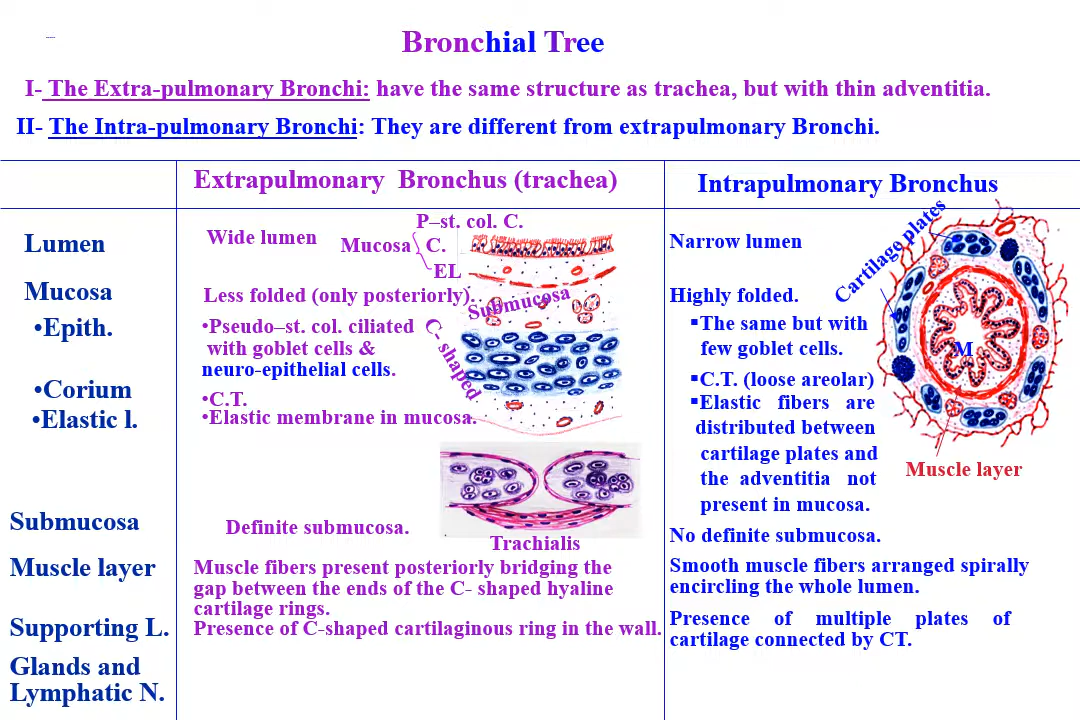 Bronchial Tree
I- The Extra-pulmonary Bronchi: have the same structure as trachea, but with thin adventitia.
II- The Intra-pulmonary Bronchi: They are different from extrapulmonary Bronchi.
Extrapulmonary Bronchus (trachea)
Intrapulmonary Bronchus
Lumen
Wide lumen
P–st. col. C.
Mucosa
C.
EL
Narrow lumen
Cartilage plates
Mucosa
Less folded (only posteriorly).
Submucosa
Highly folded.
•Epith.
•Pseudo–st. col. ciliated
with goblet cells &
neuro-epithelial cells.
C- shaped
▪The same but with
few goblet cells.
M
•Corium
•C.T.
▪C.T. (loose areolar)
•Elastic l.
•Elastic membrane in mucosa.
▪Elastic fibers are
distributed between
cartilage plates and
the adventitia not
present in mucosa.
Muscle layer
Submucosa
Definite submucosa.
Trachialis
No definite submucosa.
Muscle layer
Muscle fibers present posteriorly bridging the
gap between the ends of the C- shaped hyaline
cartilage rings.
Smooth muscle fibers arranged spirally
encircling the whole lumen.
Supporting L.
Presence of C-shaped cartilaginous ring in the wall.
Presence of multiple plates of
cartilage connected by CT.
Glands and
Lymphatic N.